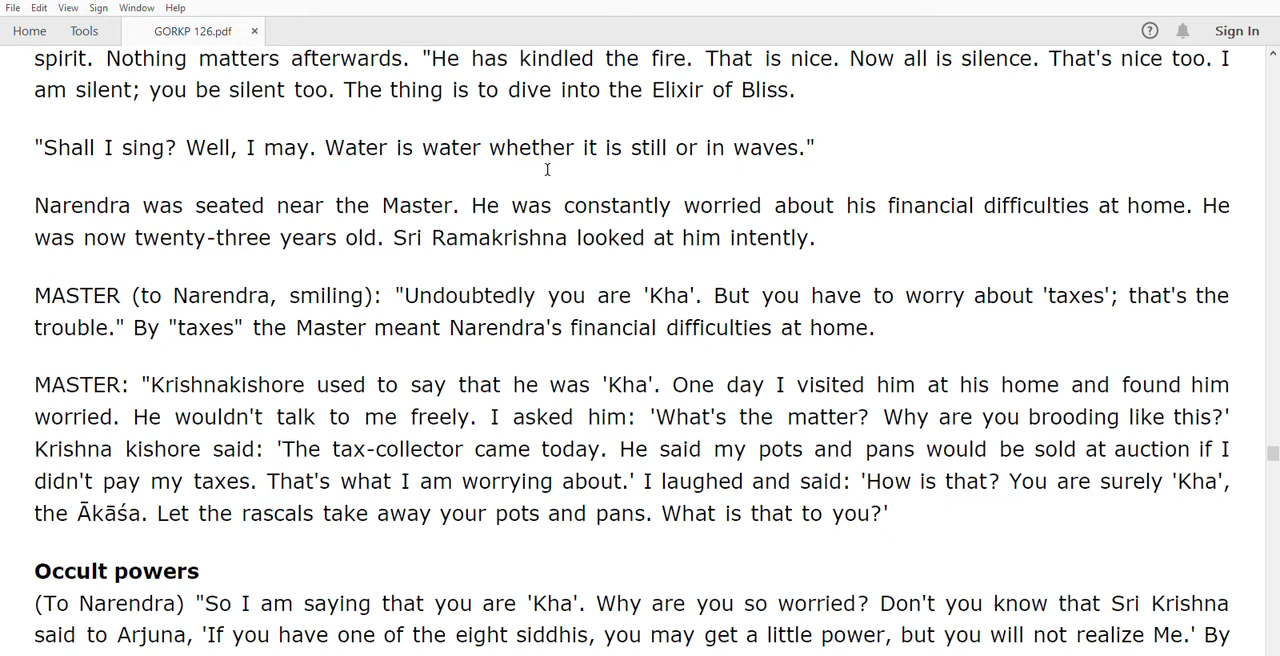 File Edit View Sign Window Help
Home Tools GORKP 126.pdf × ? Sign In
spirit. Nothing matters afterwards. "He has kindled the fire. That is nice. Now all is silence. That's nice too. I
am silent; you be silent too. The thing is to dive into the Elixir of Bliss.
"Shall I sing? Well, I may. Water is water whether it is still or in waves."
Narendra was seated near the Master. He was constantly worried about his financial difficulties at home. He
was now twenty-three years old. Sri Ramakrishna looked at him intently.
MASTER (to Narendra, smiling): "Undoubtedly you are 'Kha'. But you have to worry about 'taxes'; that's the
trouble." By "taxes" the Master meant Narendra's financial difficulties at home.
MASTER: "Krishnakishore used to say that he was 'Kha'. One day I visited him at his home and found him
worried. He wouldn't talk to me freely. I asked him: 'What's the matter? Why are you brooding like this?'
Krishna kishore said: 'The tax-collector came today. He said my pots and pans would be sold at auction if I
didn't pay my taxes. That's what I am worrying about.' I laughed and said: 'How is that? You are surely 'Kha',
the Ākāśa. Let the rascals take away your pots and pans. What is that to you?'
Occult powers
(To Narendra) "So I am saying that you are 'Kha'. Why are you so worried? Don't you know that Sri Krishna
said to Arjuna, 'If you have one of the eight siddhis, you may get a little power, but you will not realize Me.' By